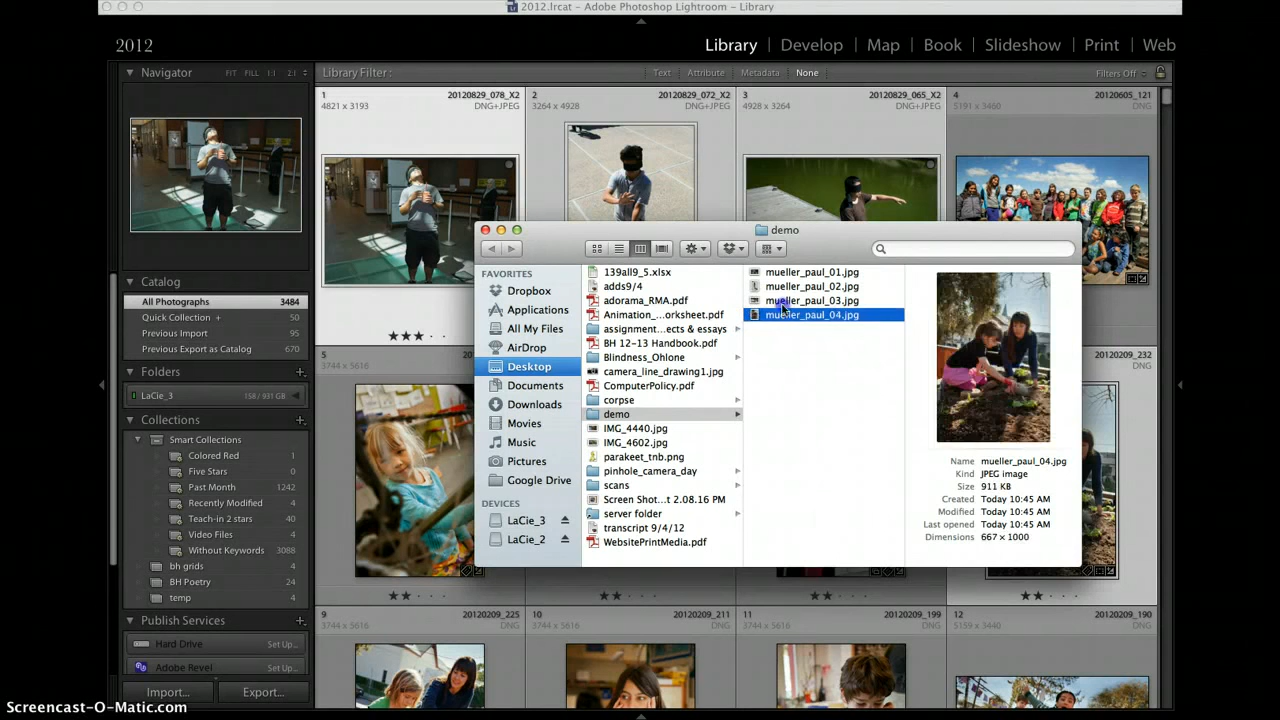 2012.lrcat - Adobe Photoshop Lightroom - Library
2012
Library | Develop | Map | Book | Slideshow | Print | Web
Navigator FIT FILL 1:1 2:1
Library Filter : Text Attribute Metadata None Filters Off
1 20120829_078_X2
4821 x 3193 DNG+JPEG
2 20120829_072_X2
3264 x 4928 DNG+JPEG
3 20120829_065_X2
4928 x 3264 DNG+JPEG
4 20120605_121
5191 x 3460 DNG
Catalog
All Photographs 3484
Quick Collection + 50
Previous Import 95
Previous Export as Catalog 670
Folders
LaCie_3 158 / 931 GB
Collections
Smart Collections
Colored Red 1
Five Stars 0
Past Month 1242
Recently Modified 4
Teach-in 2 stars 40
Video Files 4
Without Keywords 3088
bh grids 4
BH Poetry 24
temp 4
Publish Services
Hard Drive Set Up...
Adobe Revel Set Up...
Import... Export...
demo
FAVORITES
Dropbox
Applications
All My Files
AirDrop
Desktop
Documents
Downloads
Movies
Music
Pictures
Google Drive
DEVICES
LaCie_3
LaCie_2
139all9_5.xlsx
adds9/4
adorama_RMA.pdf
Animation_...orksheet.pdf
assignment...ects & essays
BH 12-13 Handbook.pdf
Blindness_Ohlone
camera_line_drawing1.jpg
ComputerPolicy.pdf
corpse
demo
IMG_4440.jpg
IMG_4602.jpg
parakeet_tnb.png
pinhole_camera_day
scans
Screen Shot...t 2.08.16 PM
server folder
transcript 9/4/12
WebsitePrintMedia.pdf
mueller_paul_01.jpg
mueller_paul_02.jpg
mueller_paul_03.jpg
mueller_paul_04.jpg
Name mueller_paul_04.jpg
Kind JPEG image
Size 911 KB
Created Today 10:45 AM
Modified Today 10:45 AM
Last opened Today 10:45 AM
Dimensions 667 × 1000
5
3744 x 5616
20120209_232
DNG
9 20120209_225
3744 x 5616 DNG
10 20120209_211
3744 x 5616 DNG
11 20120209_199
3744 x 5616 DNG
12 20120209_190
5159 x 3440 DNG
Screencast-O-Matic.com